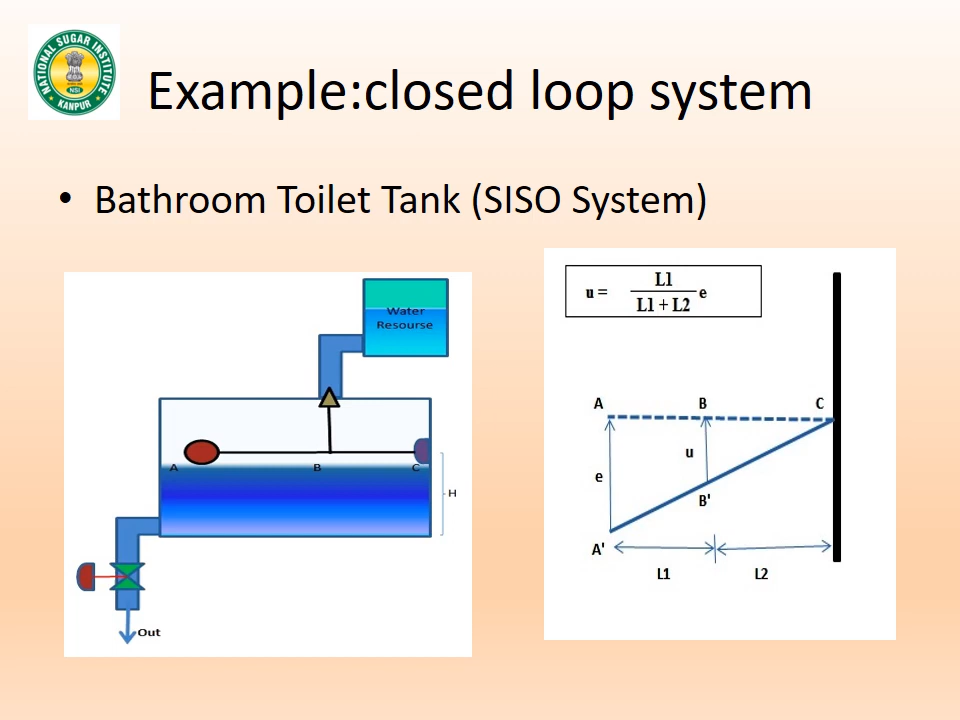 NATIONAL SUGAR INSTITUTE
NSI
KANPUR
Example:closed loop system
• Bathroom Toilet Tank (SISO System)
Water
Resourse
A
B
C
H
Out
u = L1 / L1 + L2 e
A B C
u
e
B'
A'
L1 L2